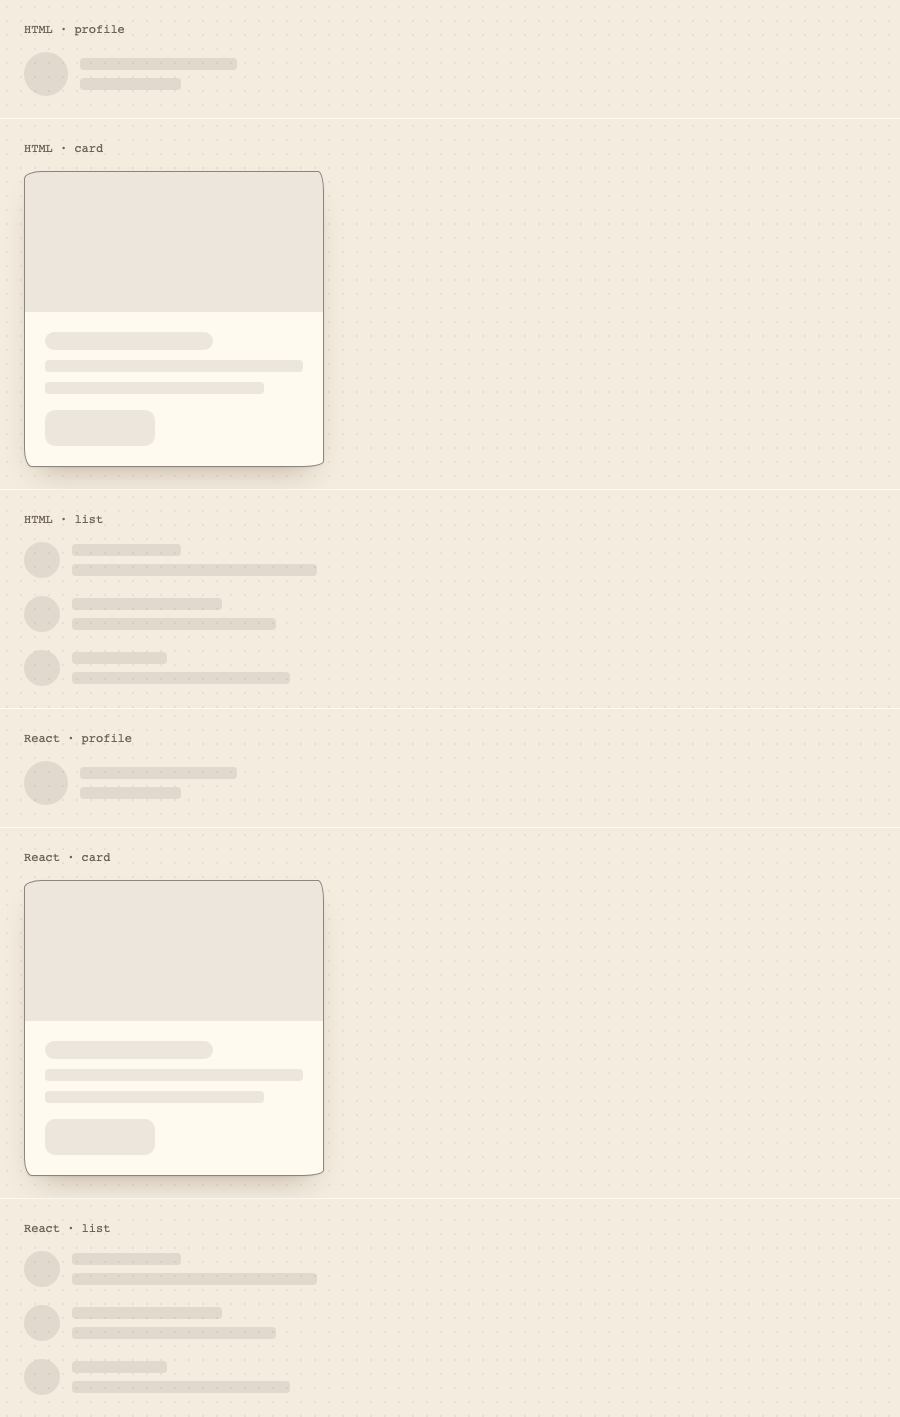 HTML · profile
HTML · card
HTML · list
React · profile
React · card
React · list